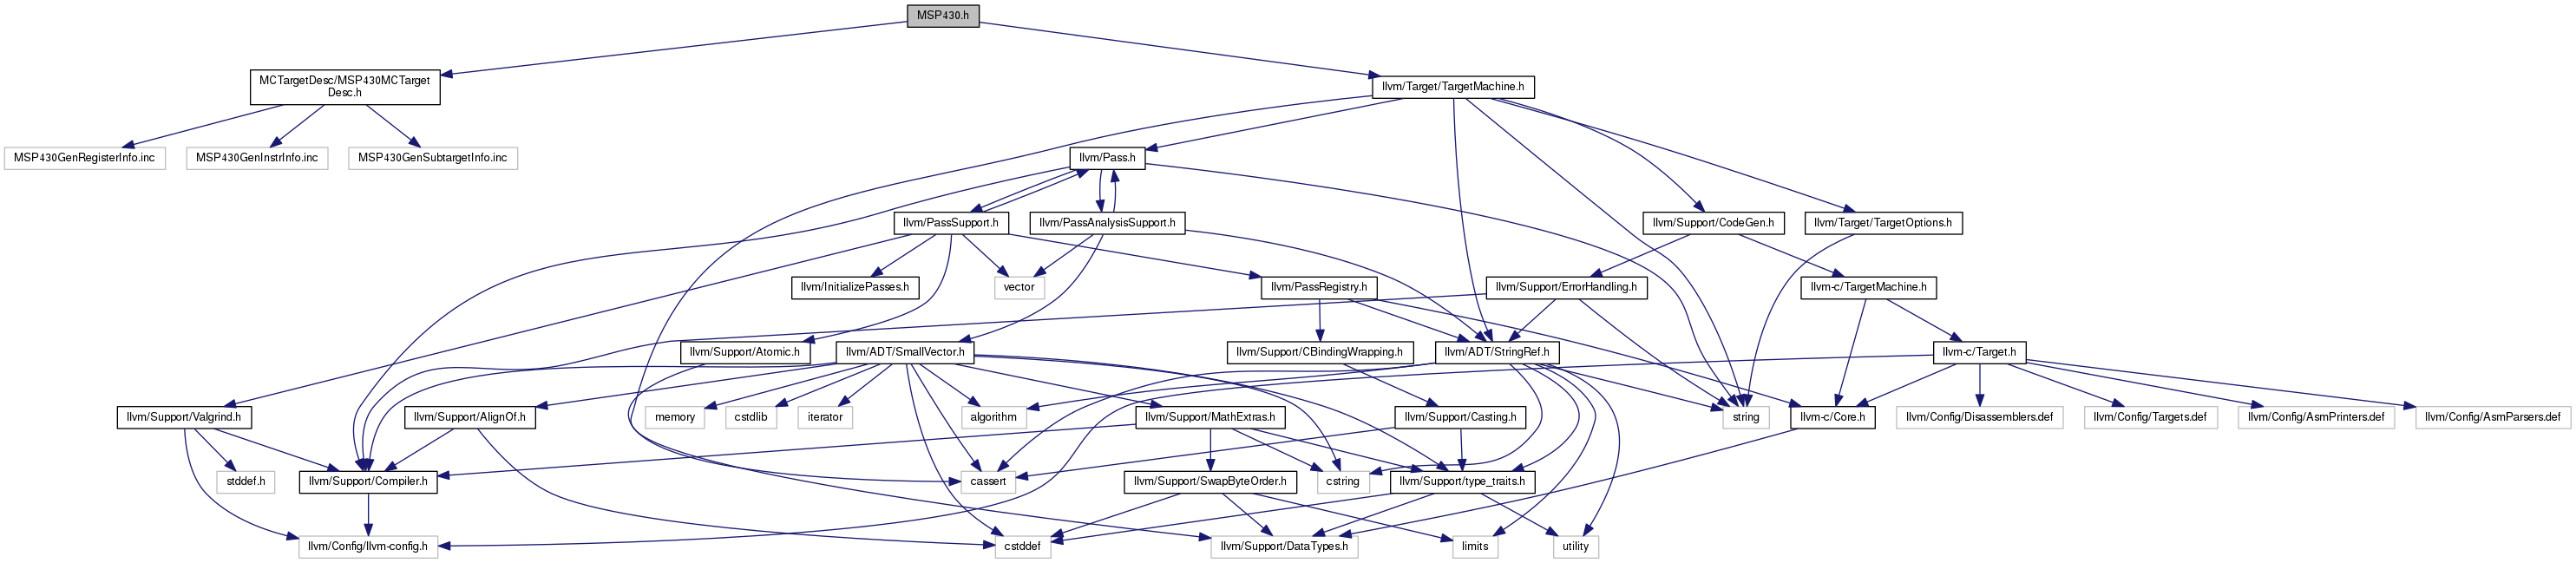 MSP430.h
MCTargetDesc/MSP430MCTarget
Desc.h
llvm/Target/TargetMachine.h
MSP430GenRegisterInfo.inc
MSP430GenInstrInfo.inc
MSP430GenSubtargetInfo.inc
llvm/Pass.h
llvm/PassSupport.h
llvm/PassAnalysisSupport.h
llvm/Support/CodeGen.h
llvm/Target/TargetOptions.h
llvm/InitializePasses.h
vector
llvm/PassRegistry.h
llvm/Support/ErrorHandling.h
llvm-c/TargetMachine.h
llvm/Support/Atomic.h
llvm/ADT/SmallVector.h
llvm/Support/CBindingWrapping.h
llvm/ADT/StringRef.h
llvm-c/Target.h
llvm/Support/Valgrind.h
llvm/Support/AlignOf.h
memory
cstdlib
iterator
algorithm
llvm/Support/MathExtras.h
llvm/Support/Casting.h
string
llvm-c/Core.h
llvm/Config/Disassemblers.def
llvm/Config/Targets.def
llvm/Config/AsmPrinters.def
llvm/Config/AsmParsers.def
stddef.h
llvm/Support/Compiler.h
cassert
llvm/Support/SwapByteOrder.h
cstring
llvm/Support/type_traits.h
llvm/Config/llvm-config.h
cstddef
llvm/Support/DataTypes.h
limits
utility